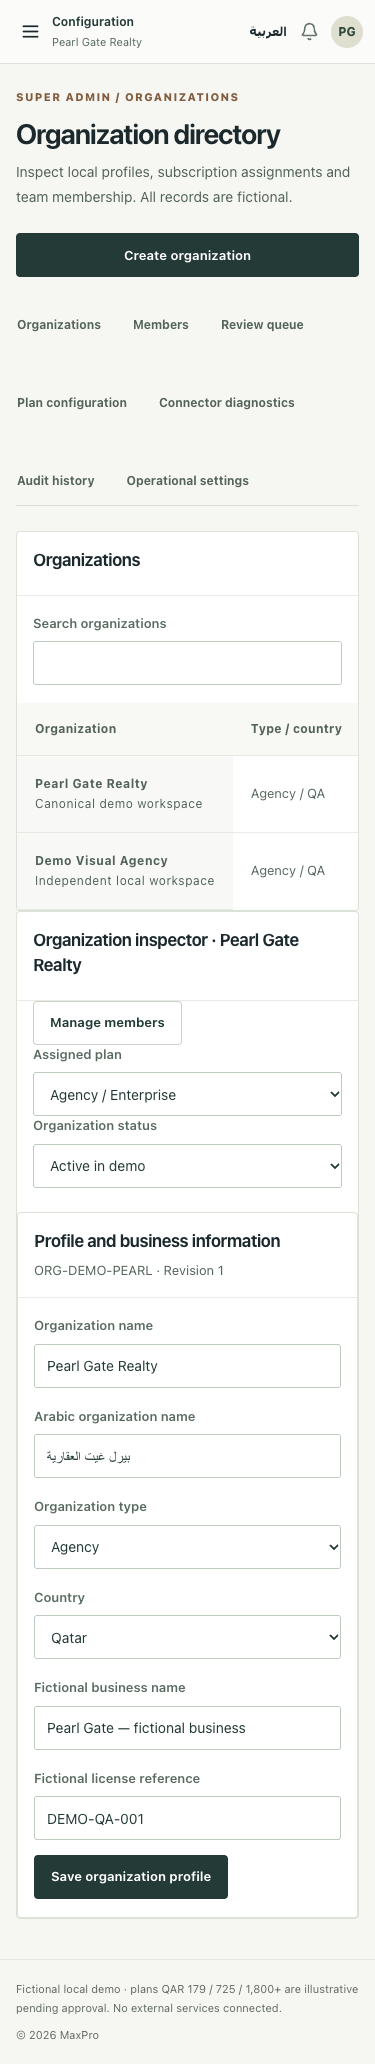 Configuration
Pearl Gate Realty
العربية
PG
SUPER ADMIN / ORGANIZATIONS
Organization directory
Inspect local profiles, subscription assignments and
team membership. All records are fictional.
Create organization
Organizations Members Review queue
Plan configuration Connector diagnostics
Audit history Operational settings
Organizations
Search organizations
Organization Type / country
Pearl Gate Realty
Canonical demo workspace
Agency / QA
Demo Visual Agency
Independent local workspace
Agency / QA
Organization inspector · Pearl Gate
Realty
Manage members
Assigned plan
Agency / Enterprise
Organization status
Active in demo
Profile and business information
ORG-DEMO-PEARL · Revision 1
Organization name
Pearl Gate Realty
Arabic organization name
بيرل غيت العقارية
Organization type
Agency
Country
Qatar
Fictional business name
Pearl Gate — fictional business
Fictional license reference
DEMO-QA-001
Save organization profile
Fictional local demo · plans QAR 179 / 725 / 1,800+ are illustrative
pending approval. No external services connected.
© 2026 MaxPro